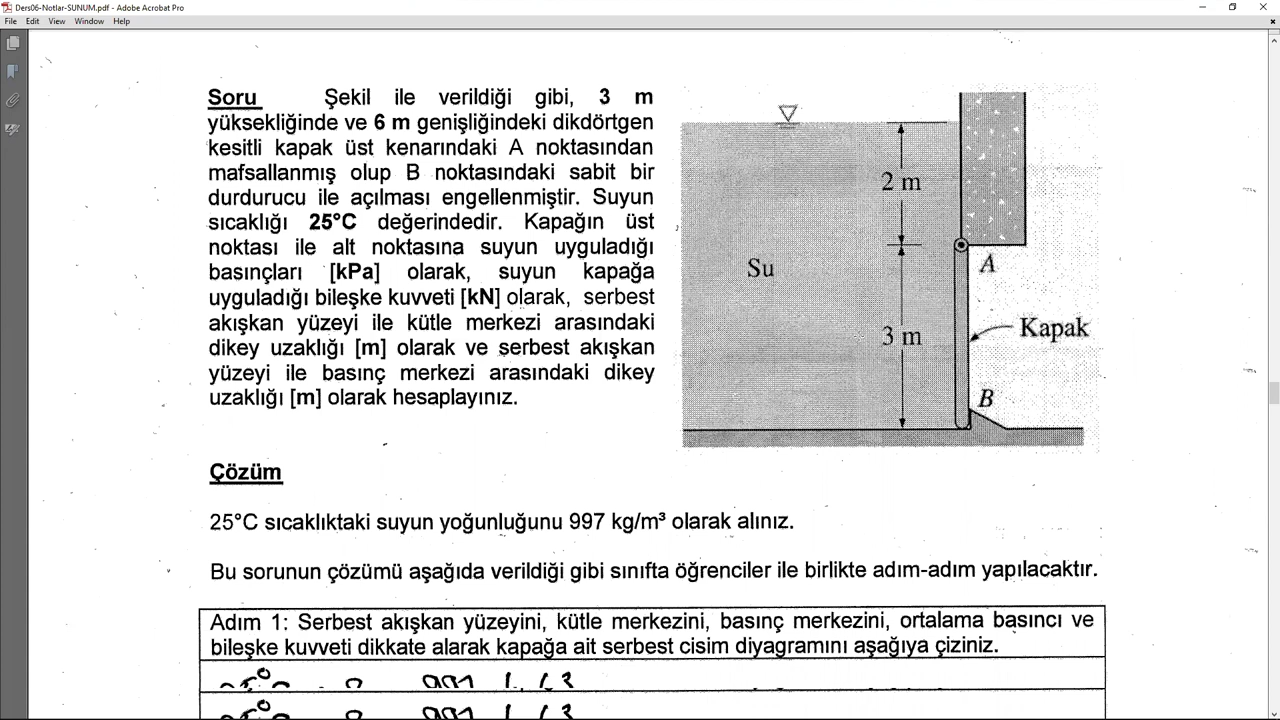 Ders06-Notlar-SUNUM.pdf - Adobe Acrobat Pro
File Edit View Window Help
Soru Şekil ile verildiği gibi, 3 m
yüksekliğinde ve 6 m genişliğindeki dikdörtgen
kesitli kapak üst kenarındaki A noktasından
mafsallanmış olup B noktasındaki sabit bir
durdurucu ile açılması engellenmiştir. Suyun
sıcaklığı 25°C değerindedir. Kapağın üst
noktası ile alt noktasına suyun uyguladığı
basınçları [kPa] olarak, suyun kapağa
uyguladığı bileşke kuvveti [kN] olarak, serbest
akışkan yüzeyi ile kütle merkezi arasındaki
dikey uzaklığı [m] olarak ve serbest akışkan
yüzeyi ile basınç merkezi arasındaki dikey
uzaklığı [m] olarak hesaplayınız.
2 m
Su
A
3 m
Kapak
B
Çözüm
25°C sıcaklıktaki suyun yoğunluğunu 997 kg/m³ olarak alınız.
Bu sorunun çözümü aşağıda verildiği gibi sınıfta öğrenciler ile birlikte adım-adım yapılacaktır.
Adım 1: Serbest akışkan yüzeyini, kütle merkezini, basınç merkezini, ortalama basıncı ve
bileşke kuvveti dikkate alarak kapağa ait serbest cisim diyagramını aşağıya çiziniz.